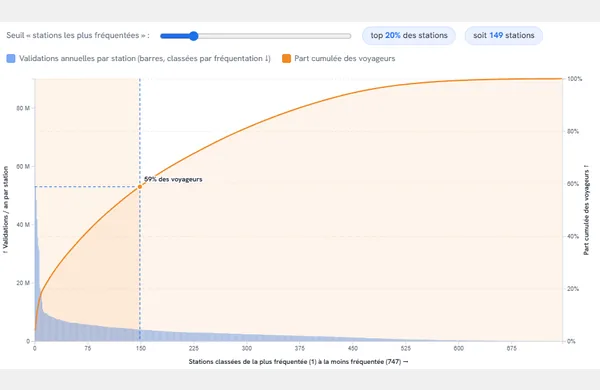 Seuil « stations les plus fréquentées » :
top 20% des stations
soit 149 stations
Validations annuelles par station (barres, classées par fréquentation ↓)
Part cumulée des voyageurs
100%
80 M
80%
60 M
59% des voyageurs
60%
40 M
40%
20 M
20%
0
0%
0
75
150
225
300
375
450
525
600
675
↑ Validations / an par station
Part cumulée des voyageurs ↑
Stations classées de la plus fréquentée (1) à la moins fréquentée (747) →